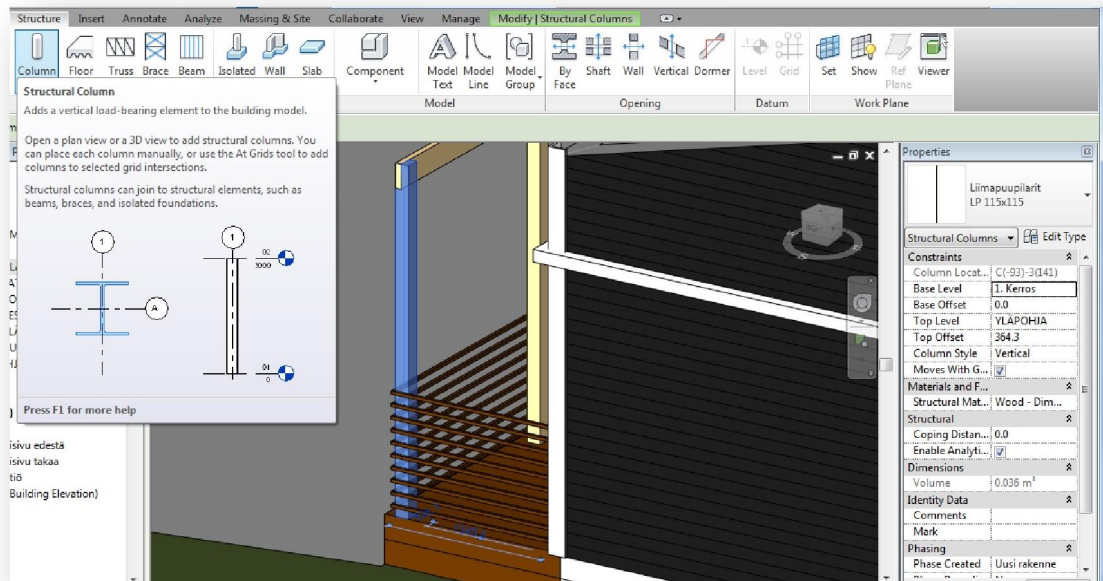 Structure Insert Annotate Analyze Massing & Site Collaborate View Manage Modify | Structural Columns
Column Floor Truss Brace Beam Isolated Wall Slab Component Model Text Model Line Model Group By Face Shaft Wall Vertical Dormer Level Grid Set Show Ref Plane Viewer
Model Opening Datum Work Plane
Structural Column
Adds a vertical load-bearing element to the building model.
Open a plan view or a 3D view to add structural columns. You
can place each column manually, or use the At Grids tool to add
columns to selected grid intersections.
Structural columns can join to structural elements, such as
beams, braces, and isolated foundations.
1
A
1
02
3000
01
0
Press F1 for more help
isivu edestä
isivu takaa
tiö
Building Elevation)
Properties
Liimapuupilarit
LP 115x115
Structural Columns Edit Type
Constraints
Column Locat... C(-93)-3(141)
Base Level 1. Kerros
Base Offset 0.0
Top Level YLÄPOHJA
Top Offset 364.3
Column Style Vertical
Moves With G...
Materials and F...
Structural Mat... Wood - Dim...
Structural
Coping Distan... 0.0
Enable Analyti...
Dimensions
Volume 0.036 m³
Identity Data
Comments
Mark
Phasing
Phase Created Uusi rakenne